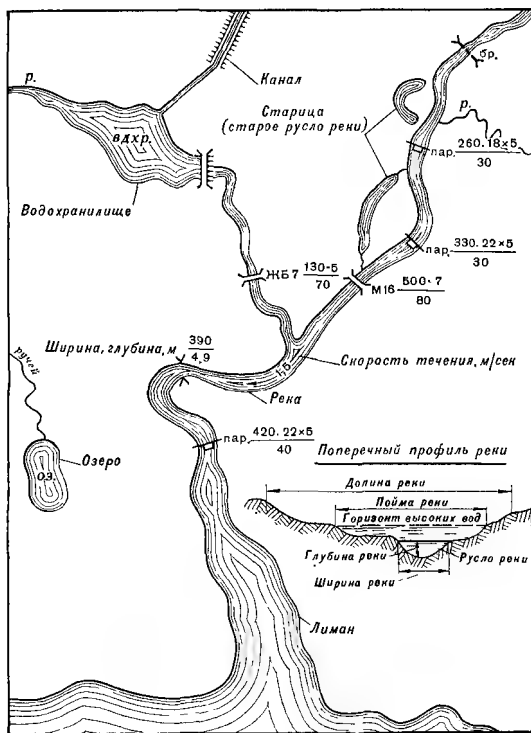 р.
Канал
бр.
Старица
(старое русло реки)
р.
вдхр.
пар. 260.18×5
30
Водохранилище
пар. 330.22×5
30
ЖБ7 130-5
70
М16 500-7
80
Ширина, глубина, м 390
4,9
1,5
Скорость течения, м/сек
ручей
Река
пар. 420.22×5
40
Озеро
оз.
Поперечный профиль реки
Долина реки
Пойма реки
Горизонт высоких вод
Глубина реки
Русло реки
Ширина реки
Лиман